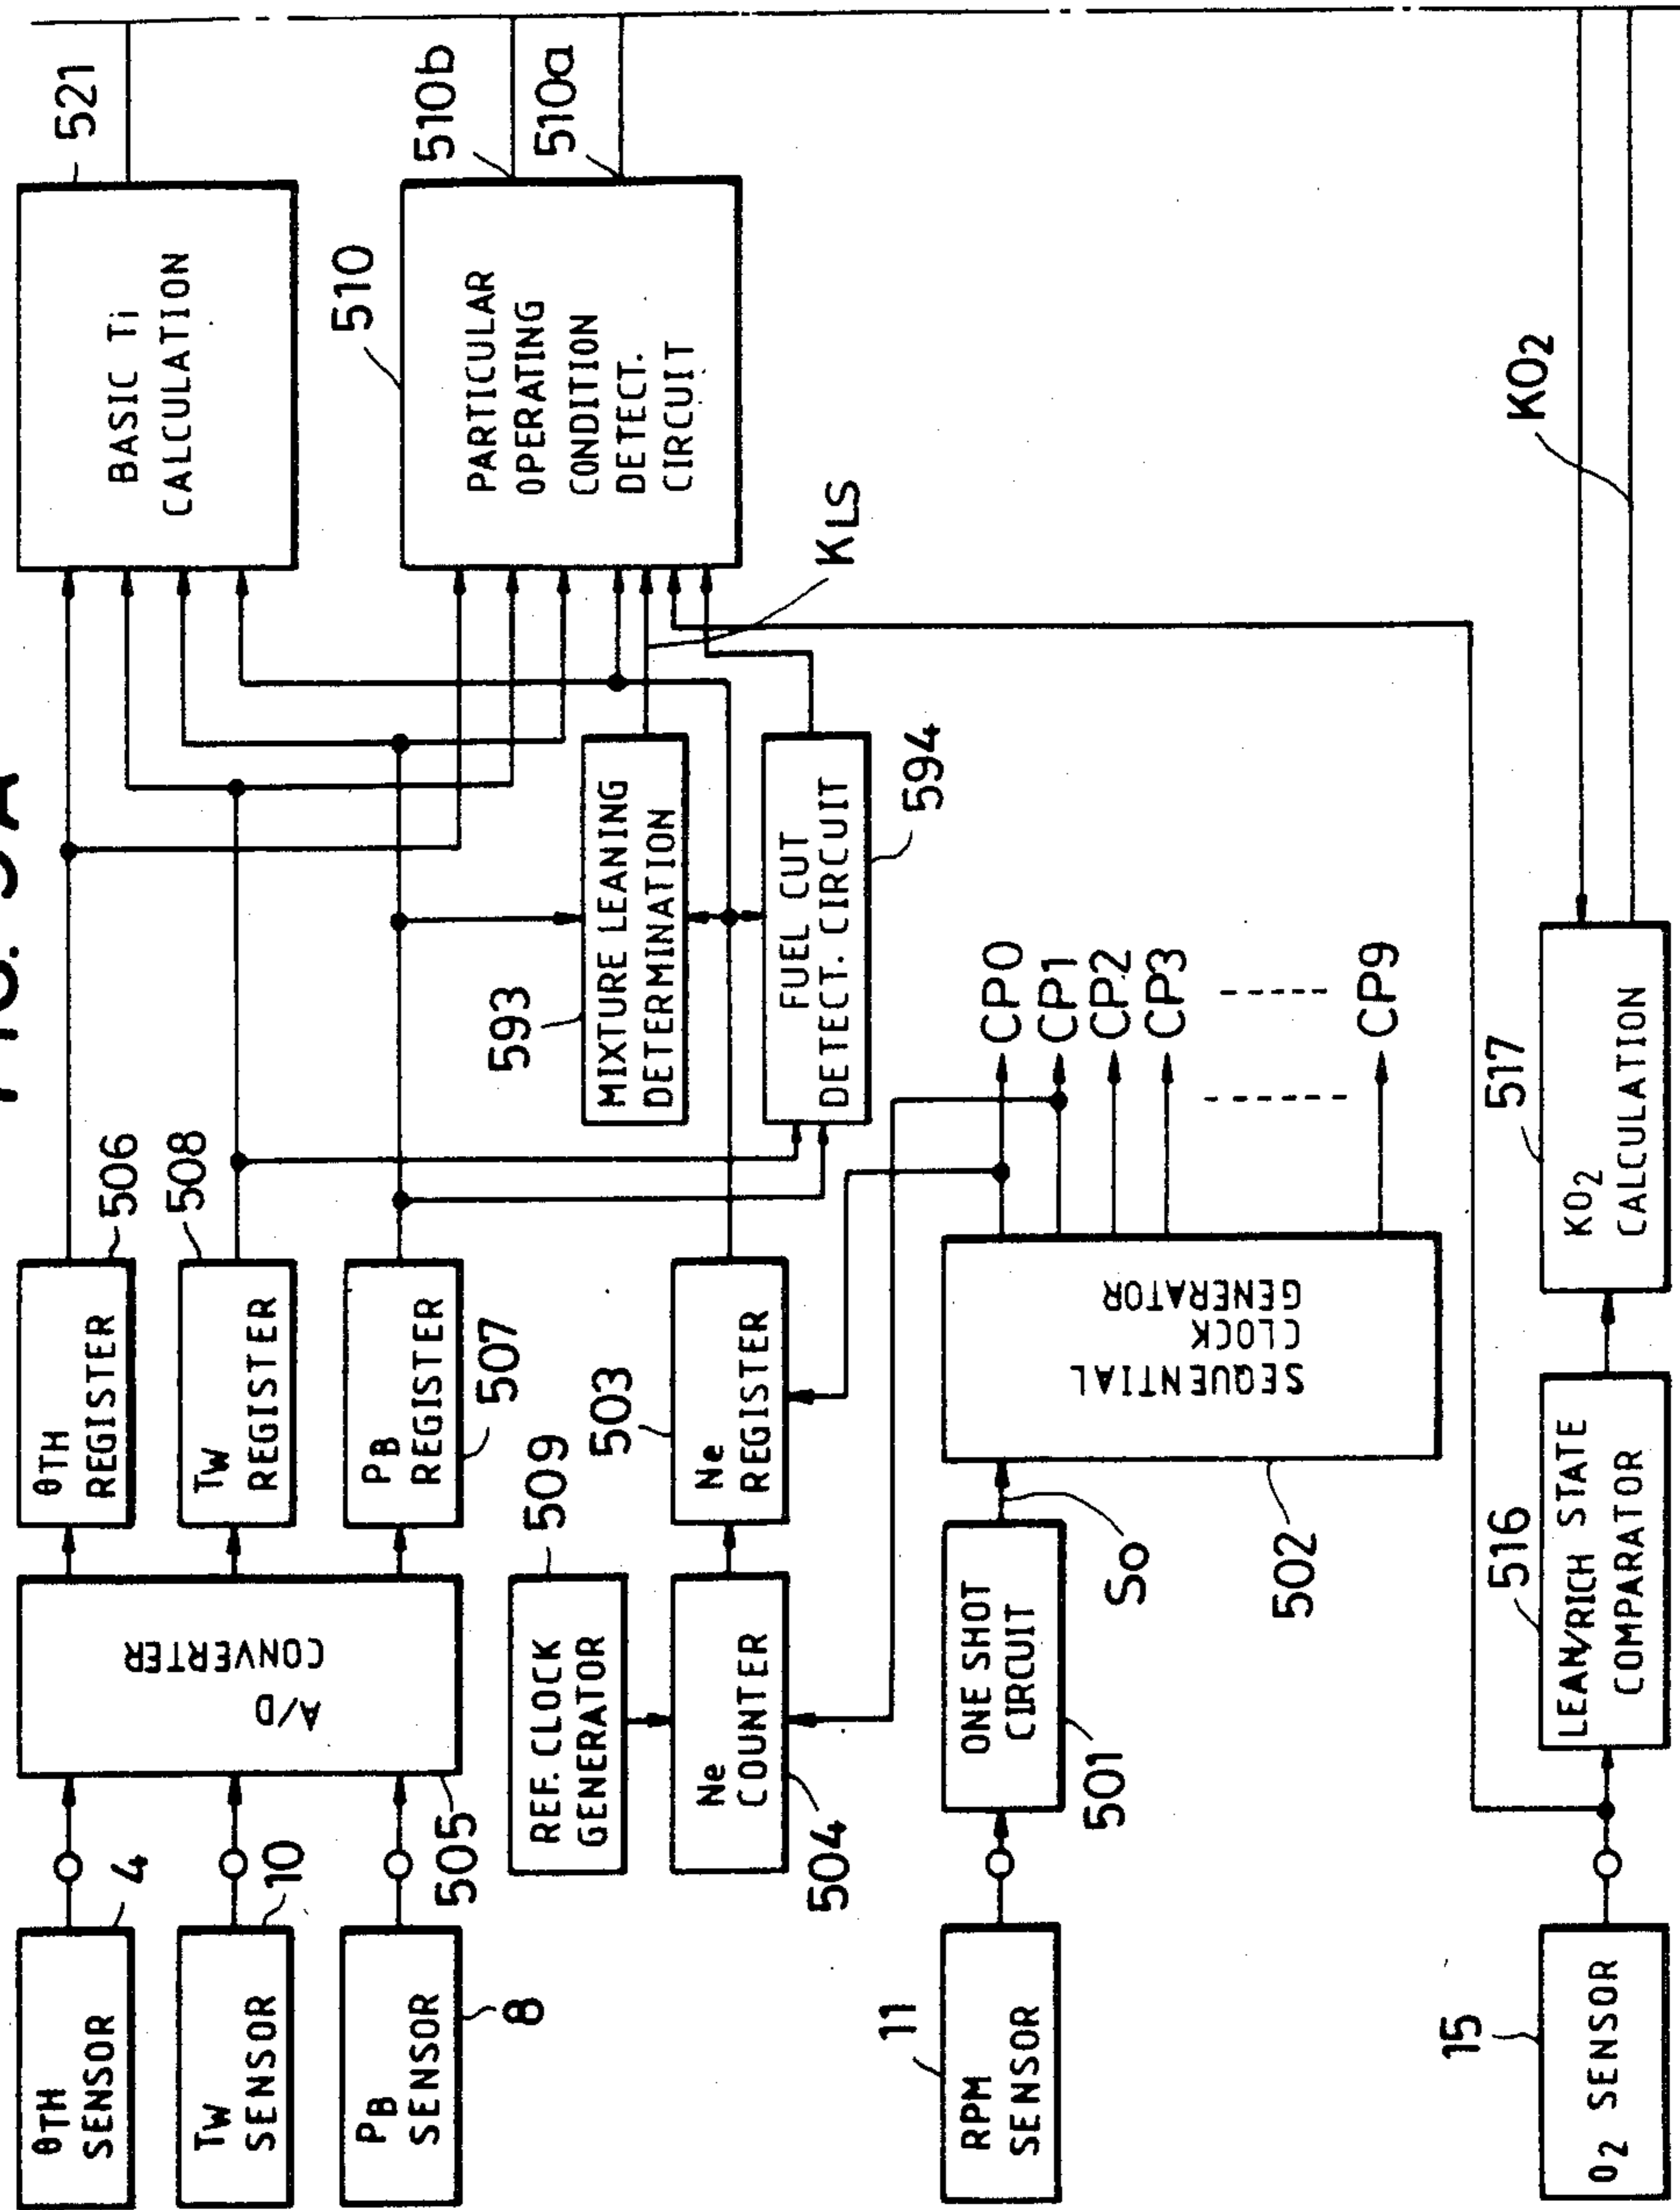 521
BASIC Ti
CALCULATION
510b
510a
510
PARTICULAR
OPERATING
CONDITION
DETECT.
CIRCUIT
KLS
KO2
593
MIXTURE LEANING
DETERMINATION
FUEL CUT
DETECT. CIRCUIT
594
CP0
CP1
CP2
CP3
CP9
517
KO2
CALCULATION
506
θTH
REGISTER
508
TW
REGISTER
PB
REGISTER
507
503
Ne
REGISTER
SEQUENTIAL
CLOCK
GENERATOR
502
A/D
CONVERTER
505
509
REF. CLOCK
GENERATOR
Ne
COUNTER
504
ONE SHOT
CIRCUIT
501
So
516
LEAN/RICH STATE
COMPARATOR
θTH
SENSOR
4
TW
SENSOR
10
PB
SENSOR
8
11
RPM
SENSOR
15
O2 SENSOR